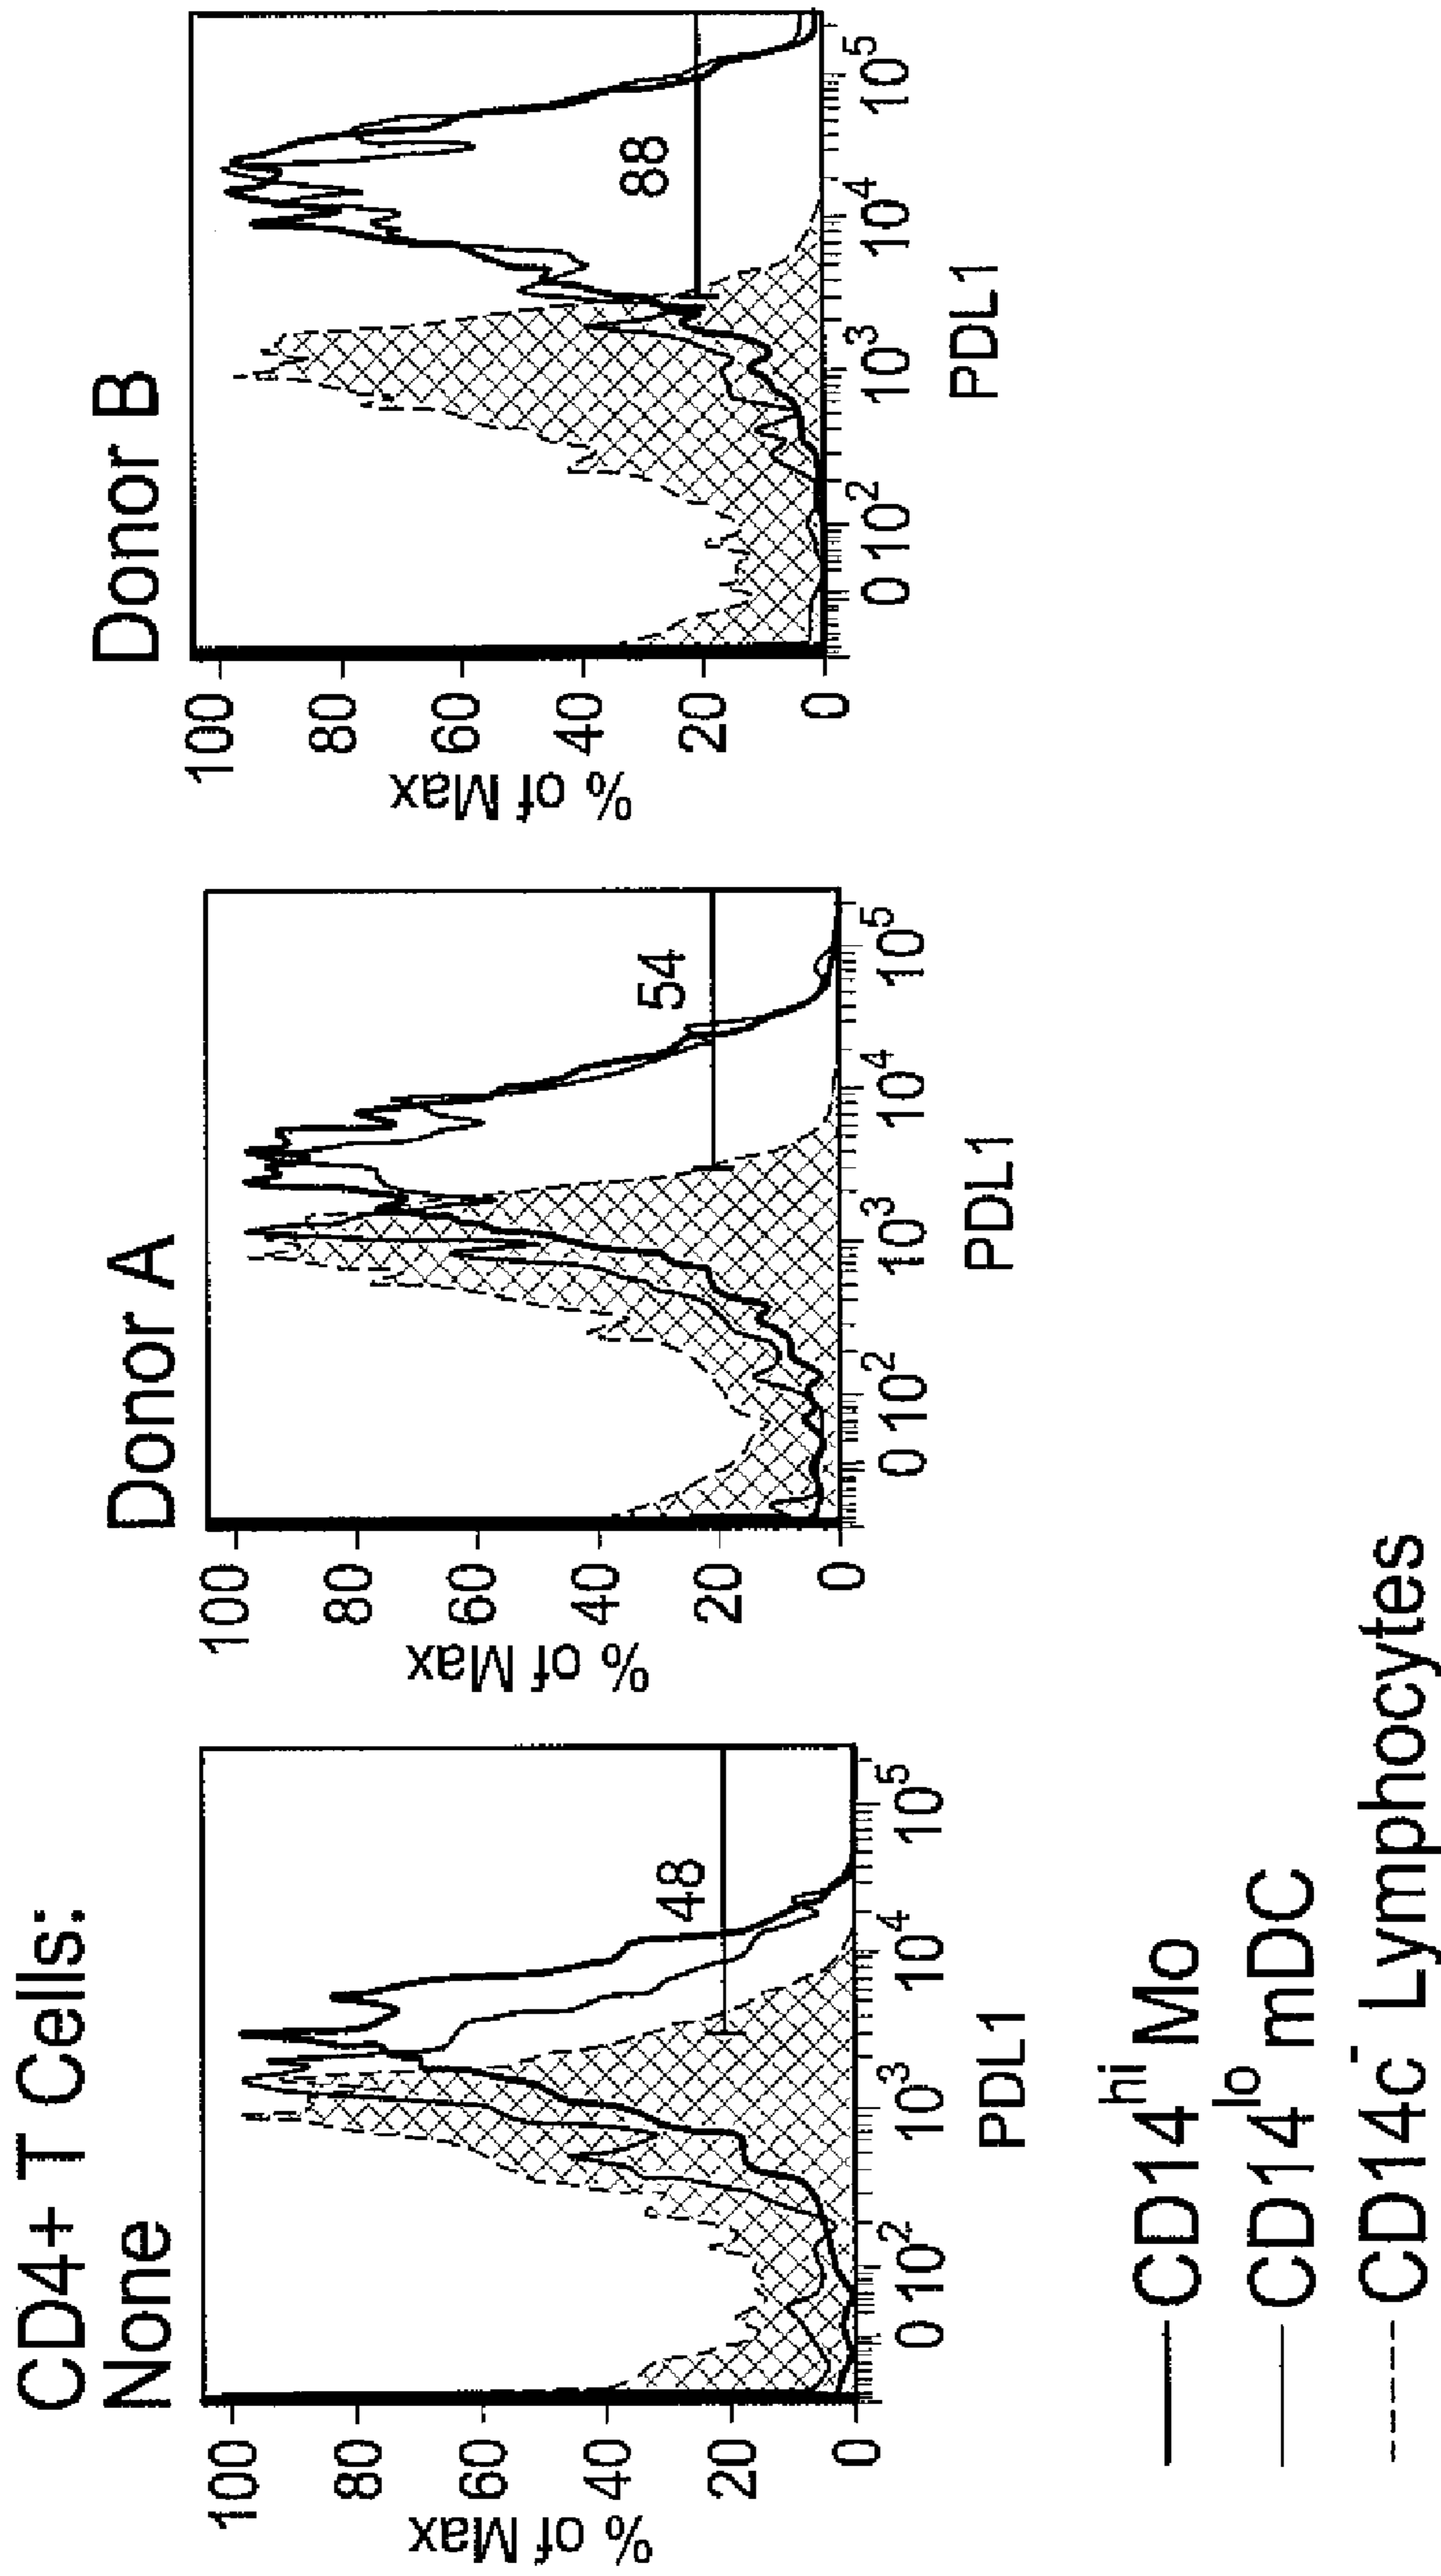 CD4+ T Cells:
None
Donor A
Donor B
100
80
60
40
20
0
% of Max
48
0 10² 10³ 10⁴ 10⁵
PDL1
100
80
60
40
20
0
% of Max
54
0 10² 10³ 10⁴ 10⁵
PDL1
100
80
60
40
20
0
% of Max
88
0 10² 10³ 10⁴ 10⁵
PDL1
CD14ʰⁱ Mo
CD14ˡᵒ mDC
CD14c⁻ Lymphocytes